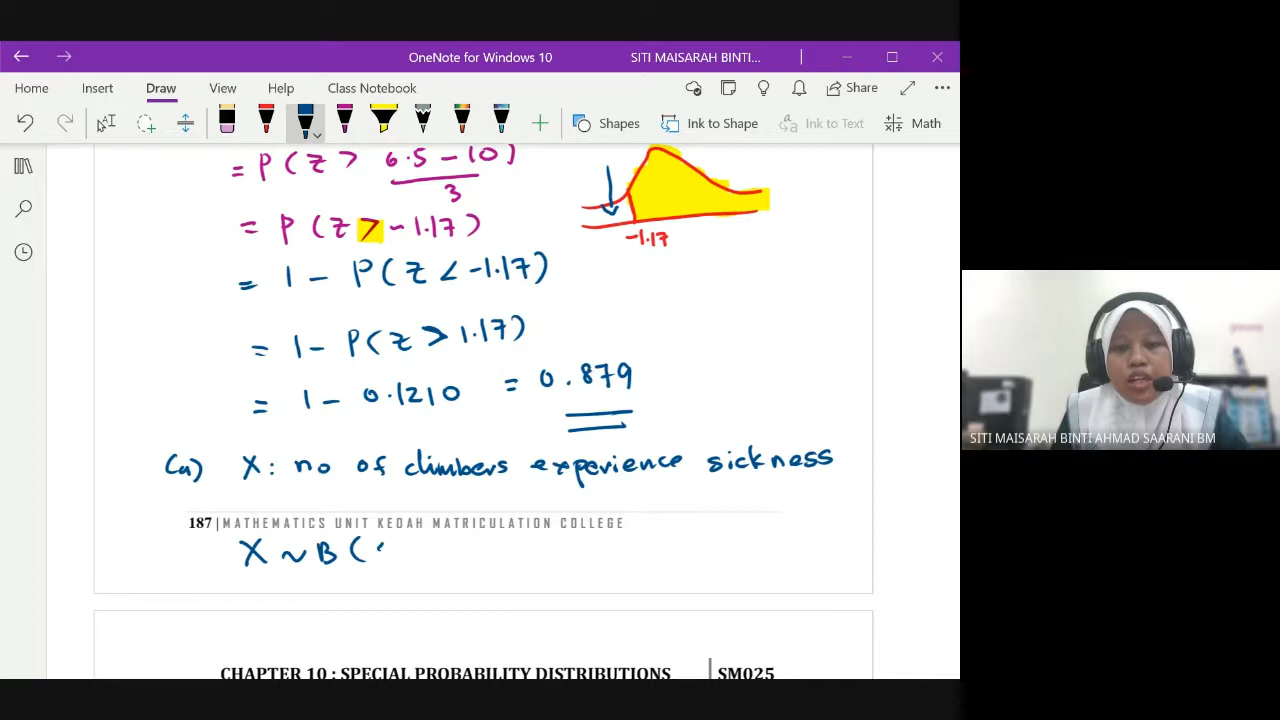 OneNote for Windows 10
SITI MAISARAH BINTI...
Home Insert Draw View Help Class Notebook
Share
Shapes Ink to Shape Ink to Text Math
= P(Z > 6.5 - 10)
3
= P(Z > -1.17)
-1.17
= 1 - P(Z < -1.17)
= 1 - P(Z > 1.17)
= 1 - 0.1210 = 0.879
(a) X: no of climbers experience sickness
187 | MATHEMATICS UNIT KEDAH MATRICULATION COLLEGE
X ~ B (
CHAPTER 10 : SPECIAL PROBABILITY DISTRIBUTIONS SM025
SITI MAISARAH BINTI AHMAD SAARANI BM